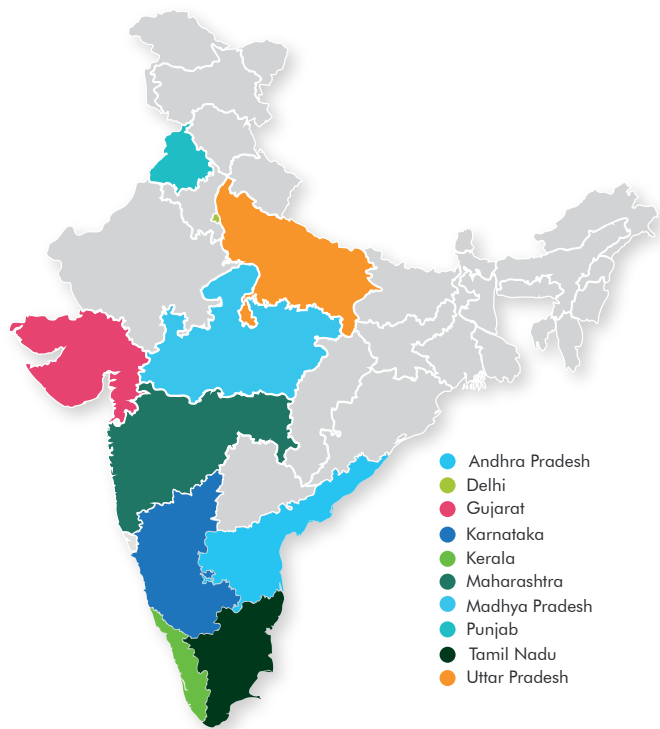 Andhra Pradesh
Delhi
Gujarat
Karnataka
Kerala
Maharashtra
Madhya Pradesh
Punjab
Tamil Nadu
Uttar Pradesh